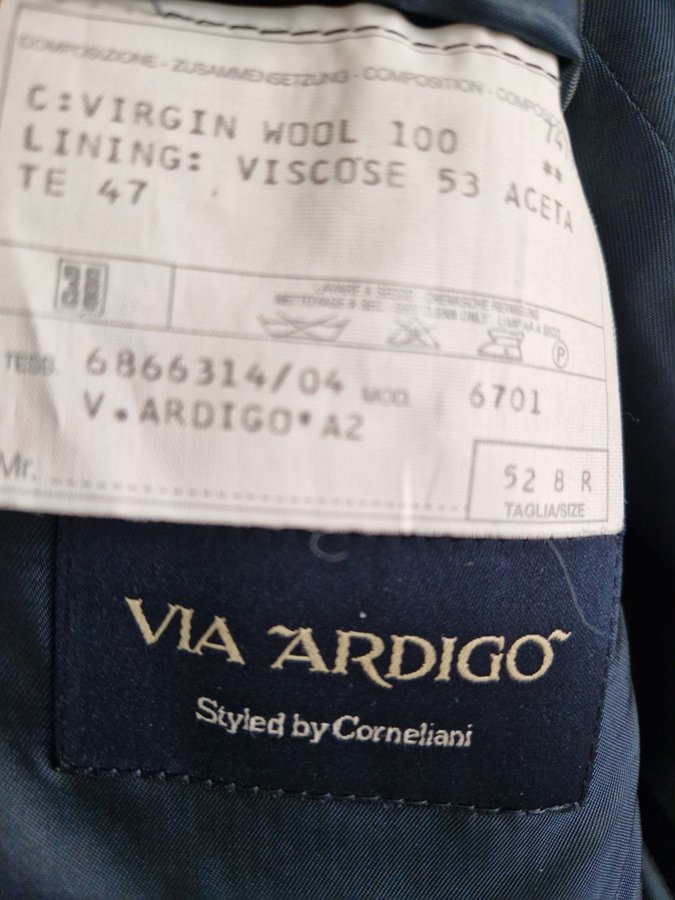 COMPOSIZIONE - ZUSAMMENSETZUNG - COMPOSITION -
C:VIRGIN WOOL 100
LINING: VISCOSE 53 ACETA
TE 47
**
TESS. 6866314/04 MOD. 6701
V.ARDIGO*A2
Mr.
52 8 R
TAGLIA/SIZE
VIA ARDIGO
Styled by Corneliani